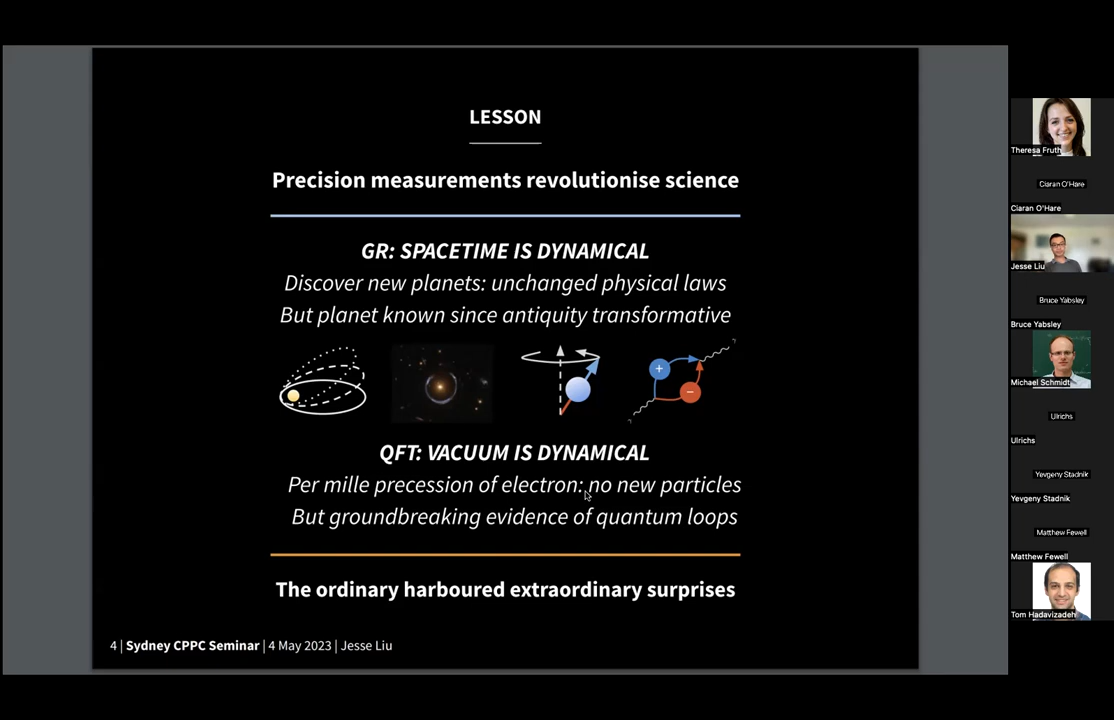 LESSON
Precision measurements revolutionise science
GR: SPACETIME IS DYNAMICAL
Discover new planets: unchanged physical laws
But planet known since antiquity transformative
+
−
QFT: VACUUM IS DYNAMICAL
Per mille precession of electron: no new particles
But groundbreaking evidence of quantum loops
The ordinary harboured extraordinary surprises
4 | Sydney CPPC Seminar | 4 May 2023 | Jesse Liu
Theresa Fruth
Ciaran O'Hare
Ciaran O'Hare
Jesse Liu
Bruce Yabsley
Bruce Yabsley
Michael Schmidt
Ulrichs
Ulrichs
Yevgeny Stadnik
Yevgeny Stadnik
Matthew Fewell
Matthew Fewell
Tom Hadavizadeh